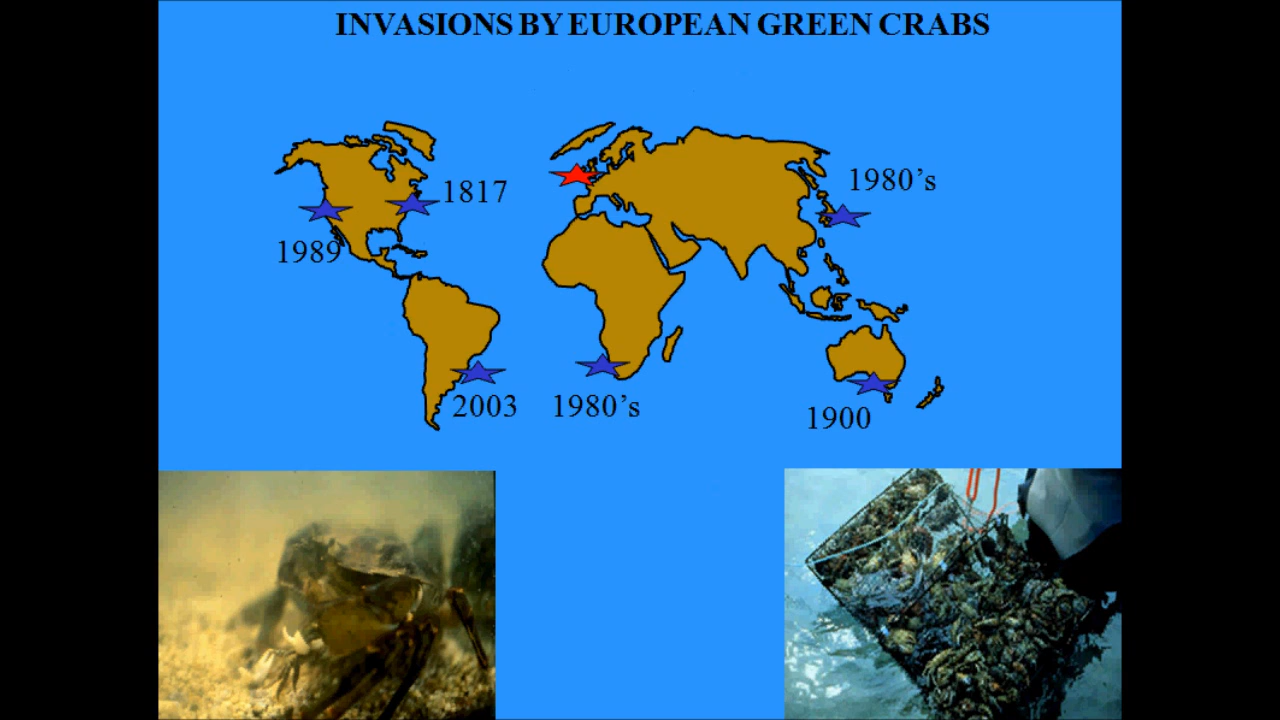 INVASIONS BY EUROPEAN GREEN CRABS
1980’s
1817
1989
2003
1980’s
1900